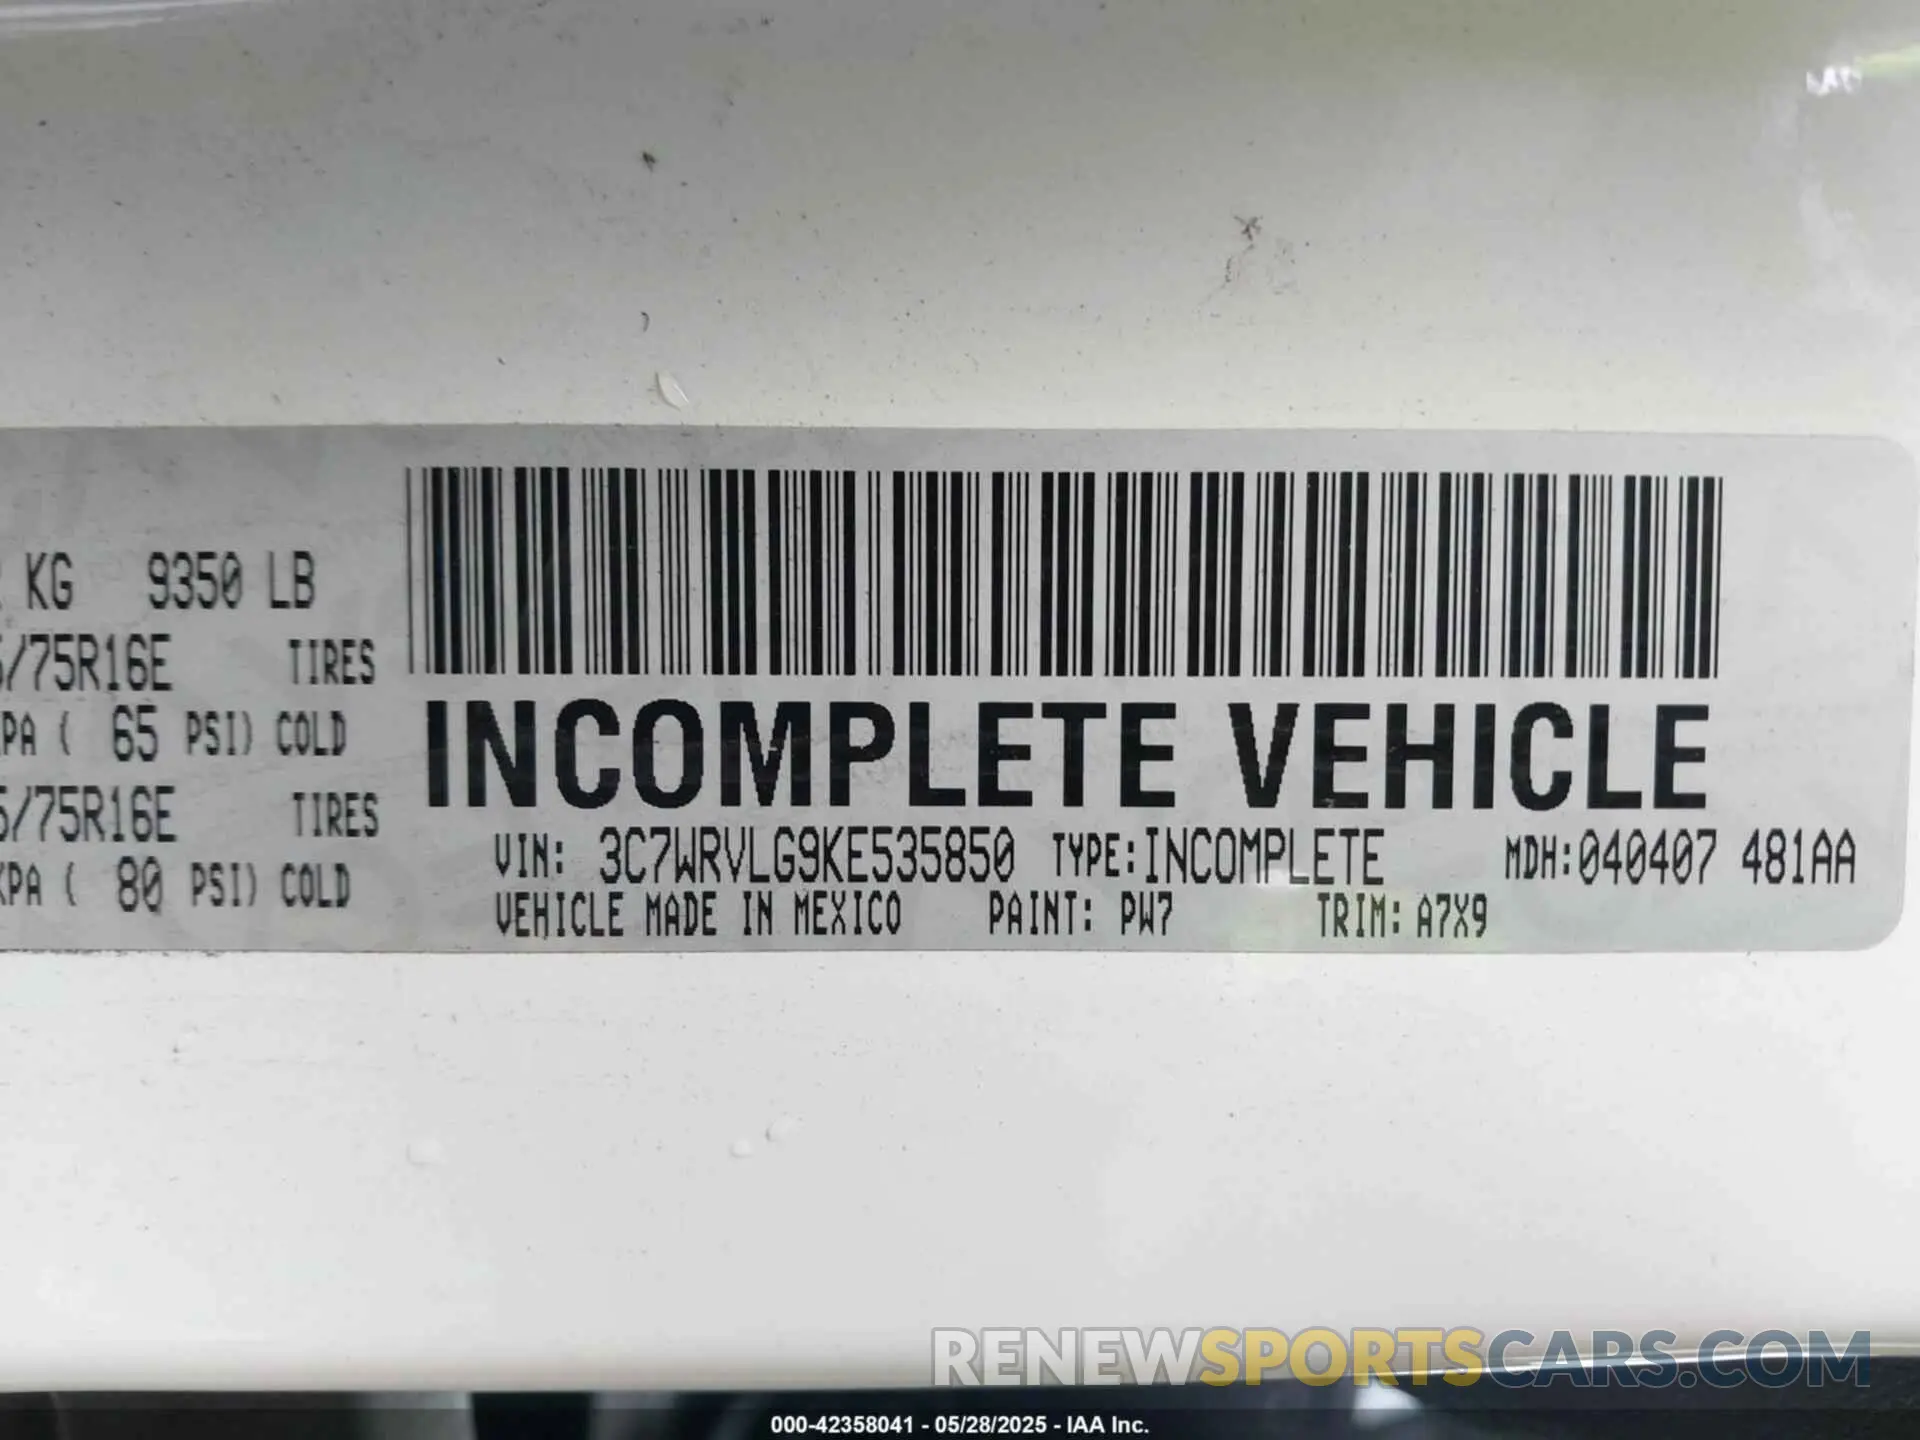 KG 9350 LB
/75R16E TIRES
PA ( 65 PSI) COLD
5/75R16E TIRES
KPA ( 80 PSI) COLD
INCOMPLETE VEHICLE
VIN: 3C7WRVLG9KE535850 TYPE:INCOMPLETE MDH:040407 481AA
VEHICLE MADE IN MEXICO PAINT: PW7 TRIM: A7X9
RENEWSPORTSCARS.COM
000-42358041 - 05/28/2025 - IAA Inc.